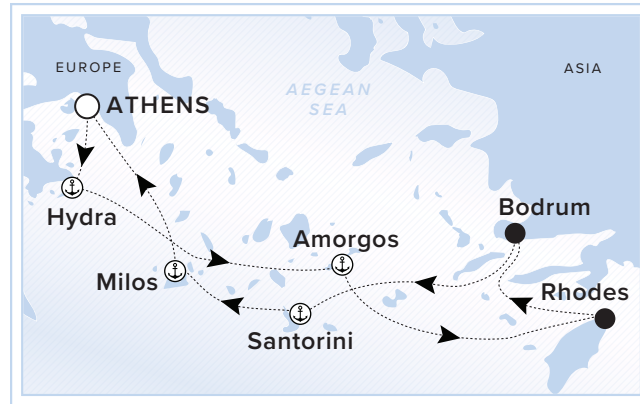 EUROPE
ASIA
AEGEAN
SEA
ATHENS
Hydra
Bodrum
Amorgos
Milos
Rhodes
Santorini